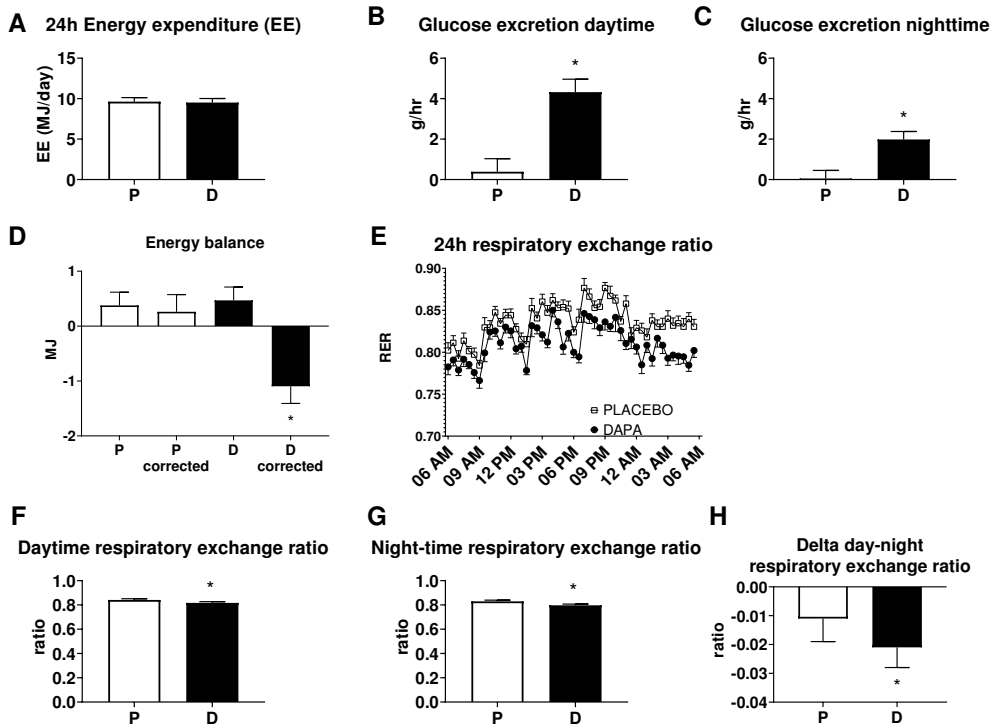 A
24h Energy expenditure (EE)
EE (MJ/day)
15
10
5
0
P
D
B
Glucose excretion daytime
g/hr
6
4
2
0
*
P
D
C
Glucose excretion nighttime
g/hr
6
4
2
0
*
P
D
D
Energy balance
MJ
1
0
-1
-2
*
P
P
corrected
D
D
corrected
E
24h respiratory exchange ratio
RER
0.90
0.85
0.80
0.75
0.70
PLACEBO
DAPA
06 AM
09 AM
12 PM
03 PM
06 PM
09 PM
12 AM
03 AM
06 AM
F
Daytime respiratory exchange ratio
ratio
1.0
0.8
0.6
0.4
0.2
0.0
*
P
D
G
Night-time respiratory exchange ratio
ratio
1.0
0.8
0.6
0.4
0.2
0.0
*
P
D
H
Delta day-night
respiratory exchange ratio
ratio
0.00
-0.01
-0.02
-0.03
-0.04
*
P
D